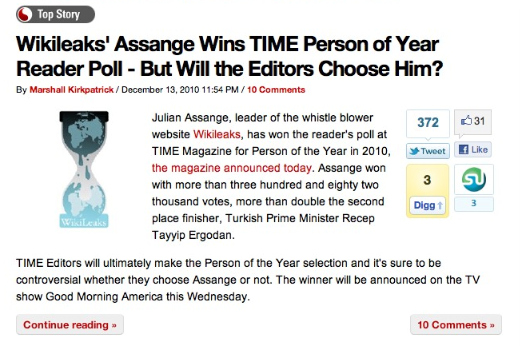 Top Story
Wikileaks' Assange Wins TIME Person of Year
Reader Poll - But Will the Editors Choose Him?
By Marshall Kirkpatrick / December 13, 2010 11:54 PM / 10 Comments
Julian Assange, leader of the whistle blower
website Wikileaks, has won the reader's poll at
TIME Magazine for Person of the Year in 2010,
the magazine announced today. Assange won
with more than three hundred and eighty two
thousand votes, more than double the second
place finisher, Turkish Prime Minister Recep
Tayyip Ergodan.
WikiLeaks
372
31
Tweet
Like
3
Digg
3
TIME Editors will ultimately make the Person of the Year selection and it's sure to be
controversial whether they choose Assange or not. The winner will be announced on the TV
show Good Morning America this Wednesday.
Continue reading »
10 Comments »